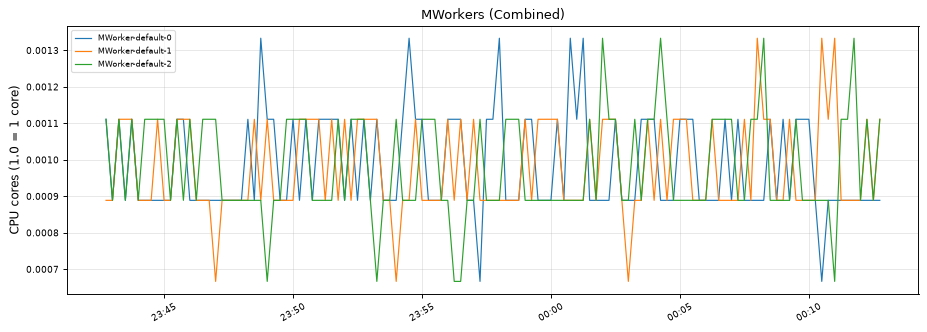 MWorkers (Combined)
MWorker-default-0
MWorker-default-1
MWorker-default-2
CPU cores (1.0 = 1 core)
0.0013
0.0012
0.0011
0.0010
0.0009
0.0008
0.0007
23:45
23:50
23:55
00:00
00:05
00:10